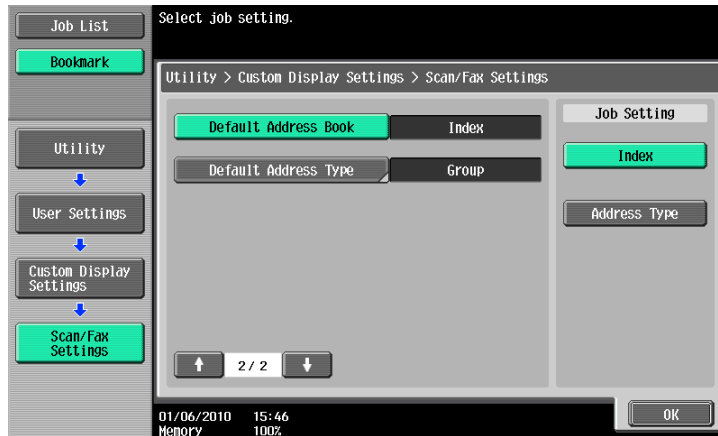 Job List
Bookmark
Utility
User Settings
Custom Display
Settings
Scan/Fax
Settings
Select job setting.
Utility > Custom Display Settings > Scan/Fax Settings
Default Address Book
Index
Default Address Type
Group
2/ 2
Job Setting
Index
Address Type
01/06/2010 15:46
Memory 100%
OK